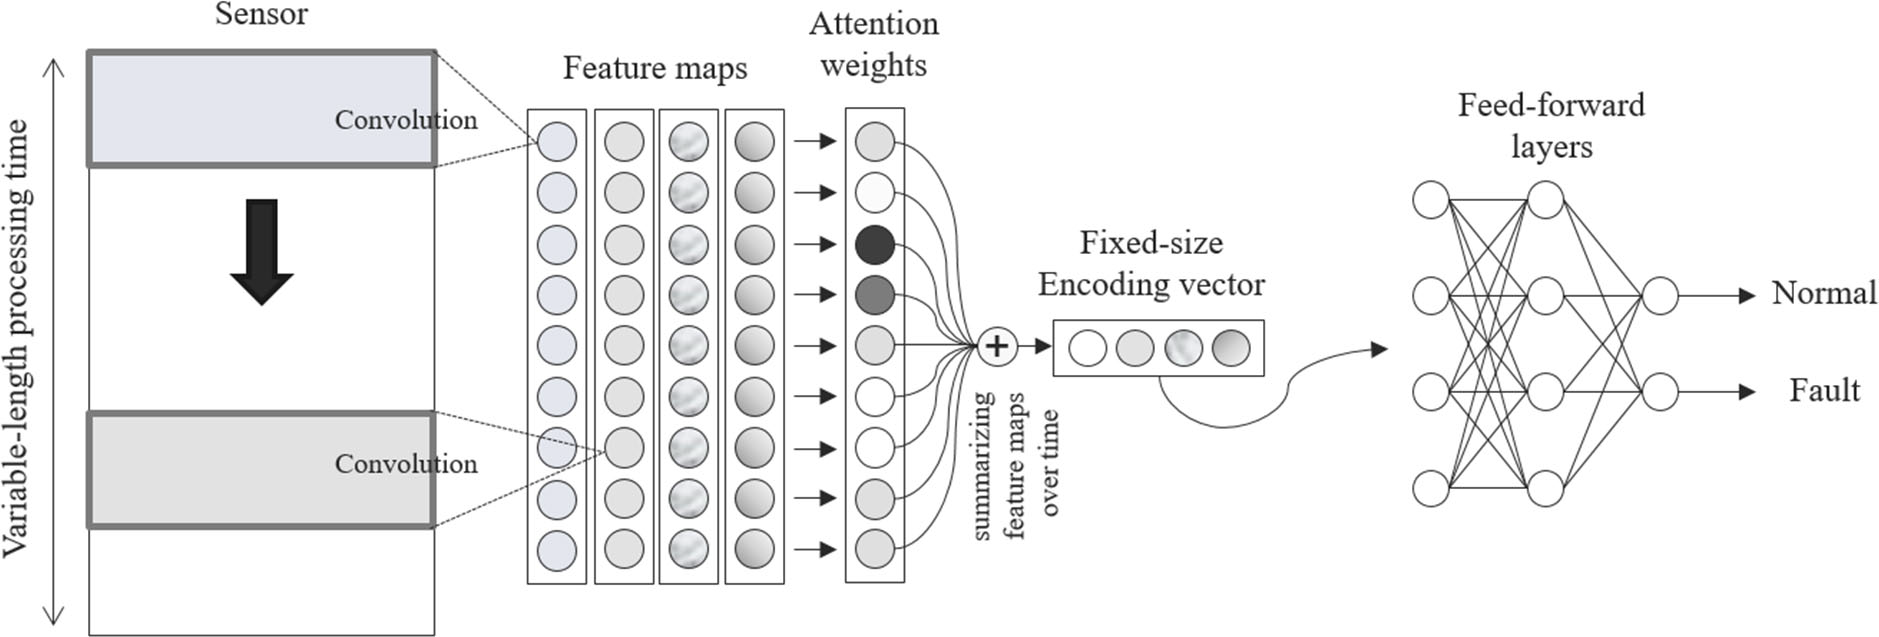 Sensor
Variable-length processing time
Convolution
Convolution
Feature maps
Attention
weights
+
summarizing
feature maps
over time
Fixed-size
Encoding vector
Feed-forward
layers
Normal
Fault